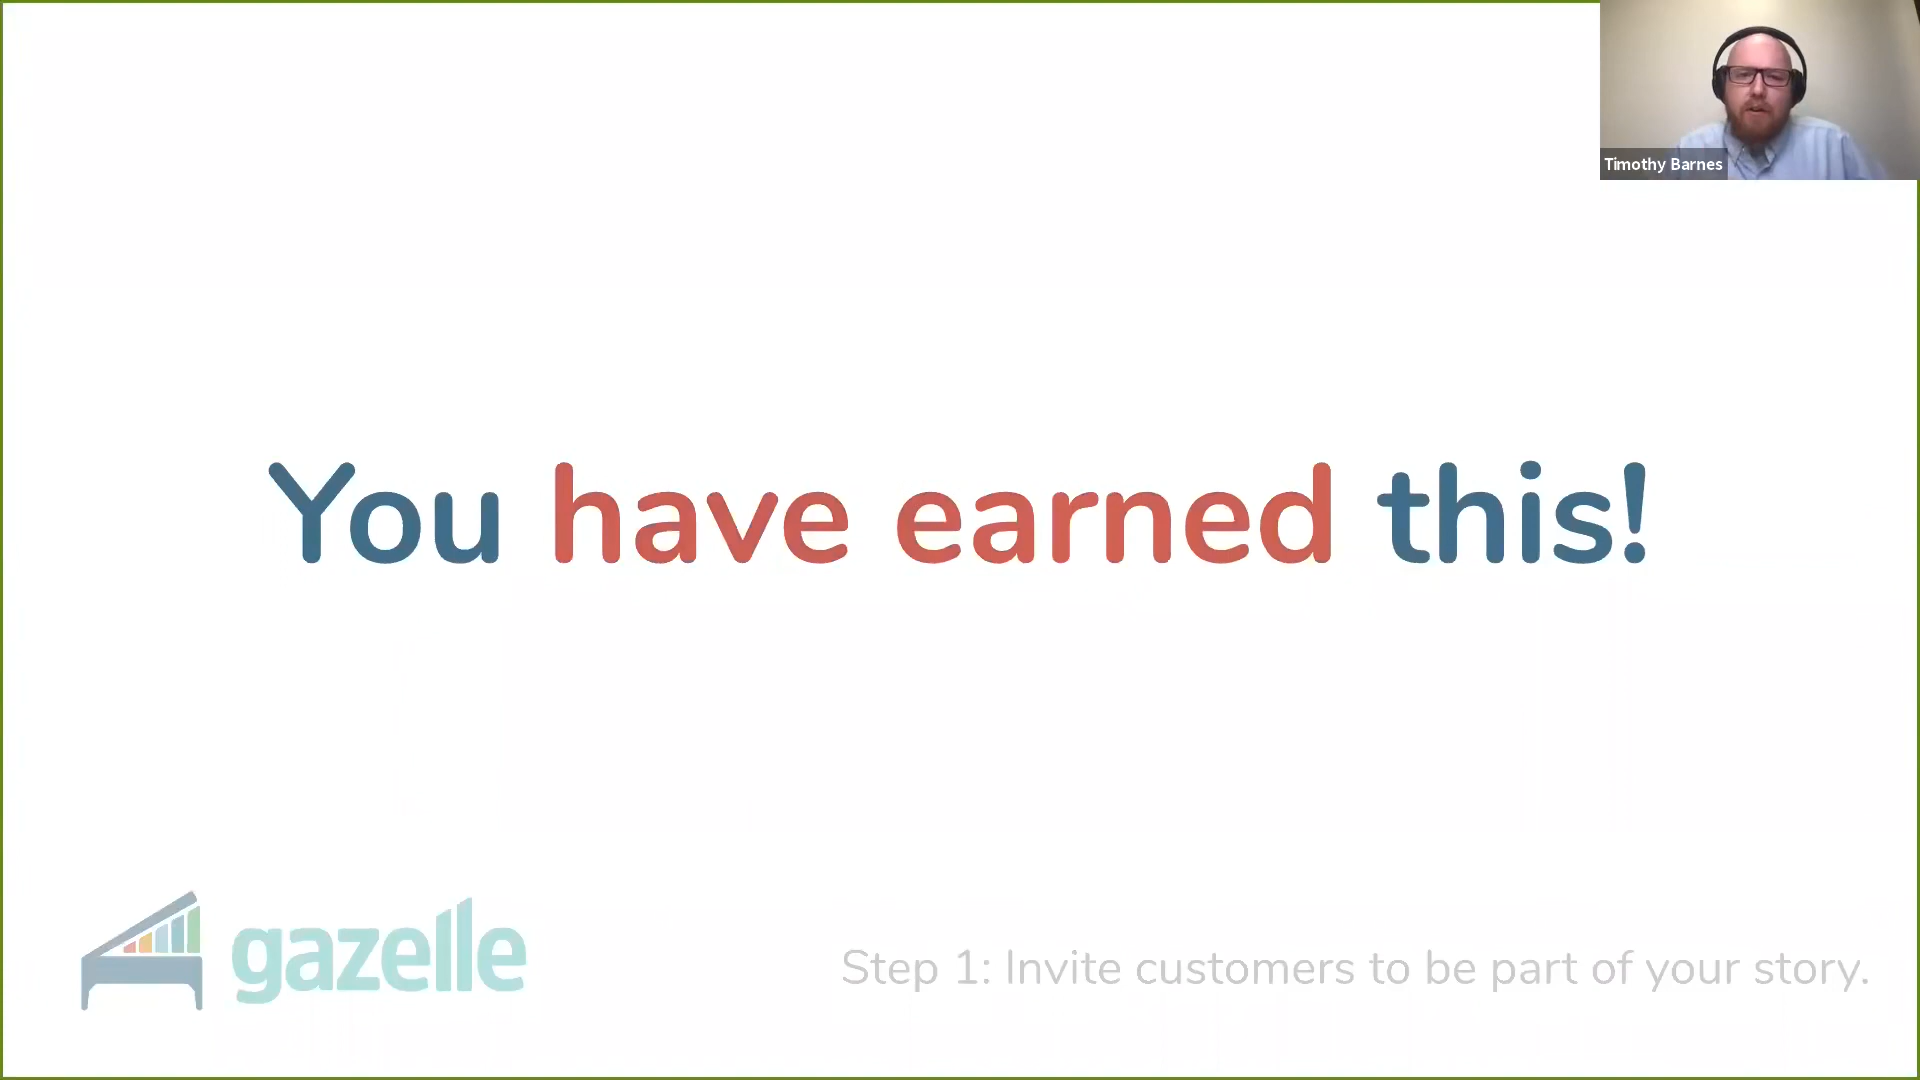 Timothy Barnes
You have earned this!
gazelle
Step 1: Invite customers to be part of your story.